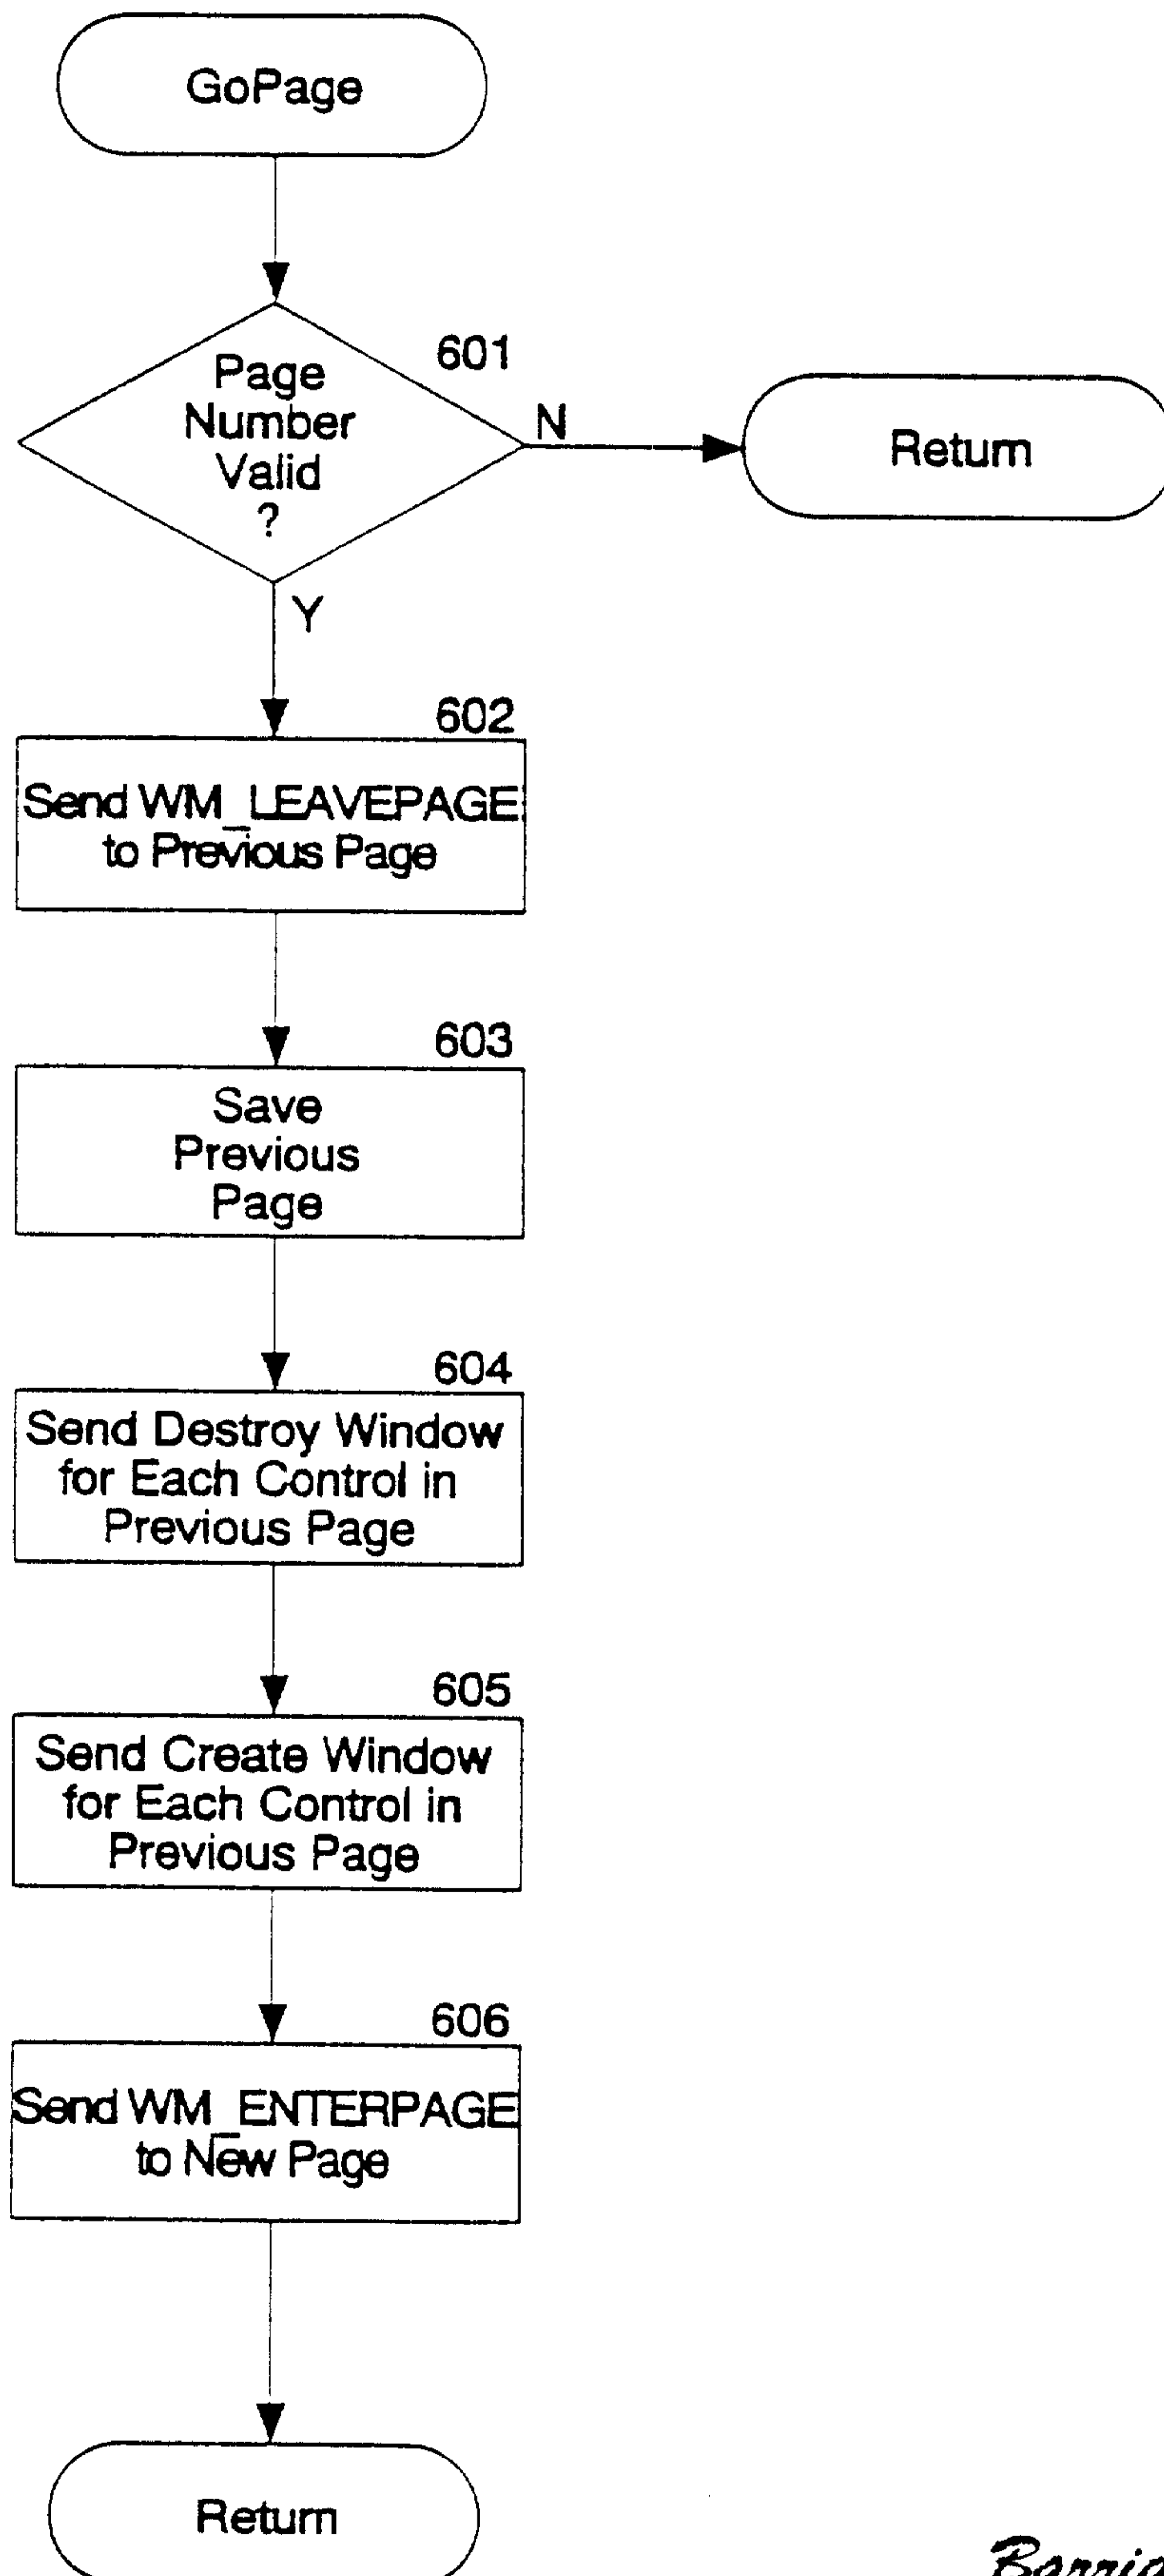 GoPage
601
Page
Number
Valid
?
N
Return
Y
602
Send WM_LEAVEPAGE
to Previous Page
603
Save
Previous
Page
604
Send Destroy Window
for Each Control in
Previous Page
605
Send Create Window
for Each Control in
Previous Page
606
Send WM_ENTERPAGE
to New Page
Return